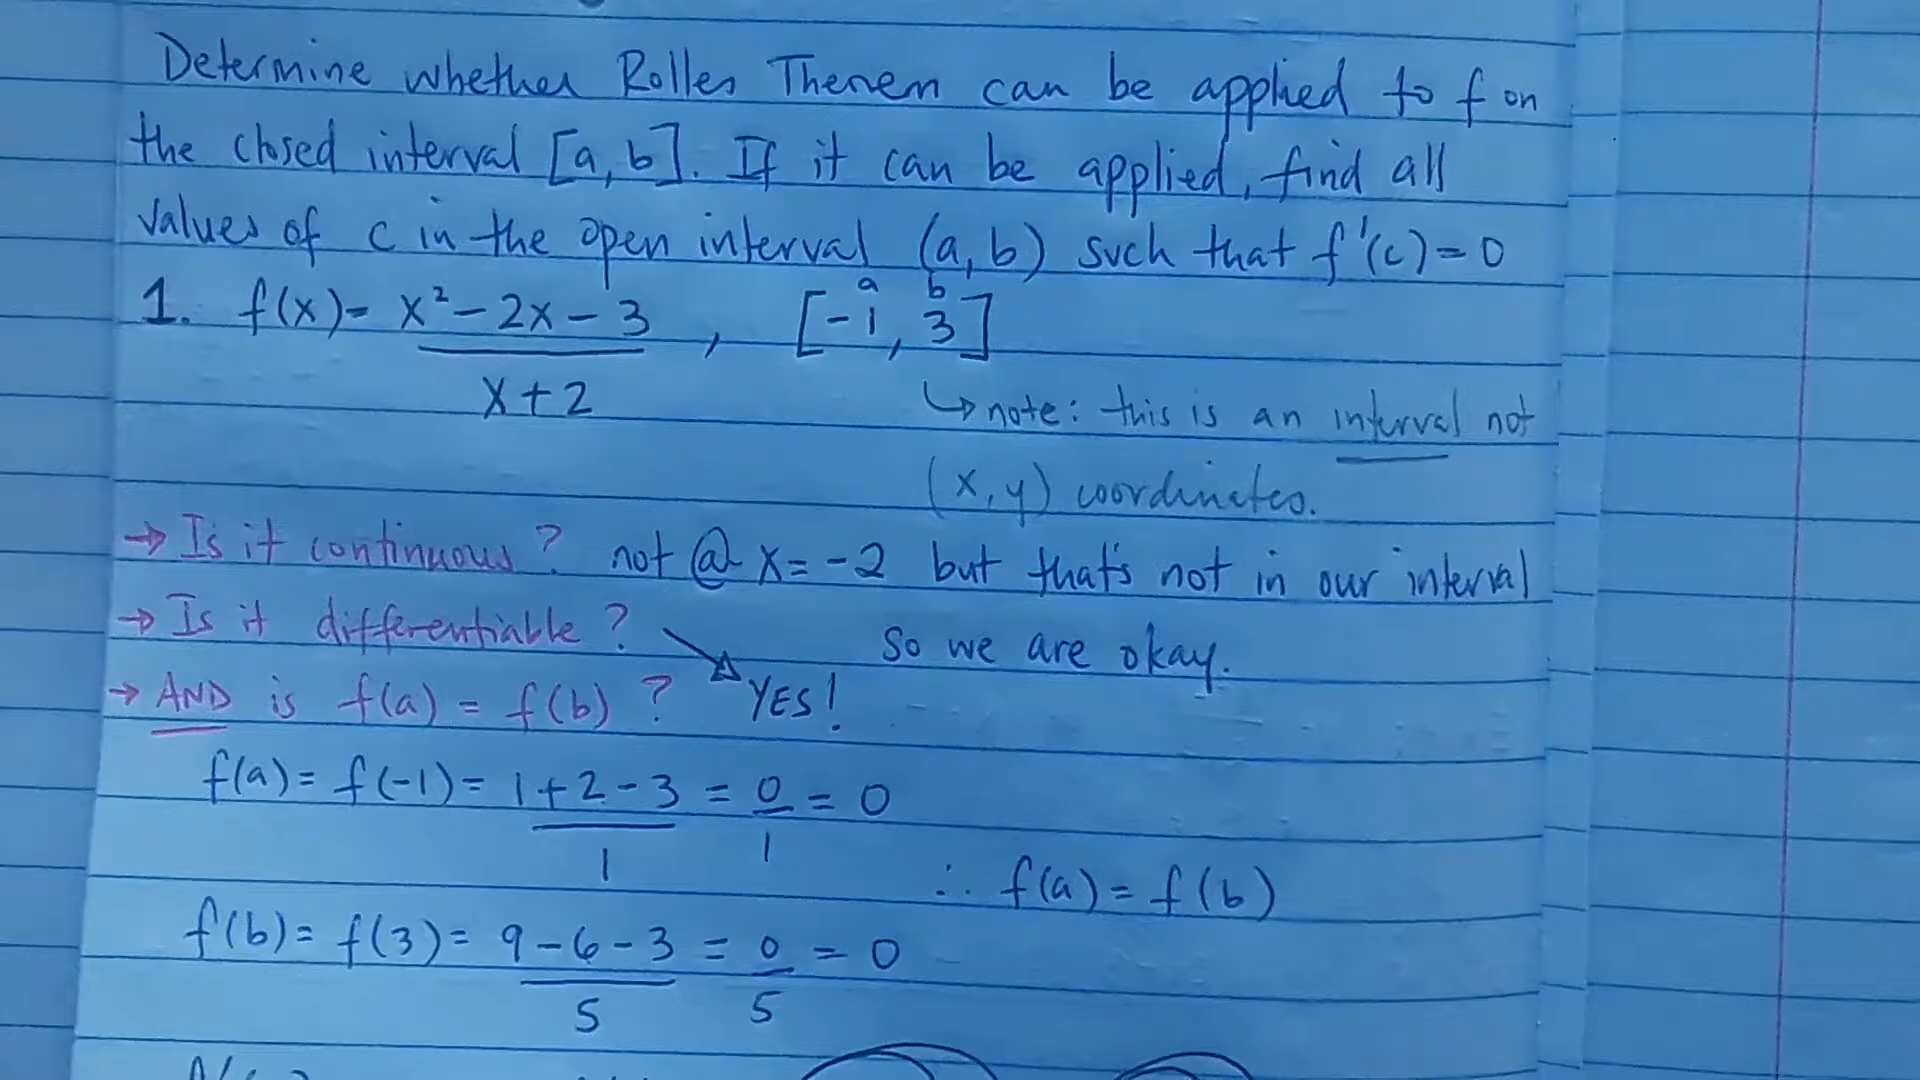 Determine whether Rolles Therem can be applied to f on
the closed interval [a, b]. If it can be applied, find all
values of c in the open interval (a, b) such that f'(c) = 0
1. f(x) = x² - 2x - 3 , [-1, 3]
a b
x + 2
↳ note: this is an interval not
(x, y) coordinates.
→ Is it continuous? not @ x = -2 but that's not in our interval
→ Is it differentiable? So we are okay.
→ AND is f(a) = f(b)? YES!
f(a) = f(-1) = 1 + 2 - 3 = 0 = 0
1 1
∴ f(a) = f(b)
f(b) = f(3) = 9 - 6 - 3 = 0 = 0
5 5